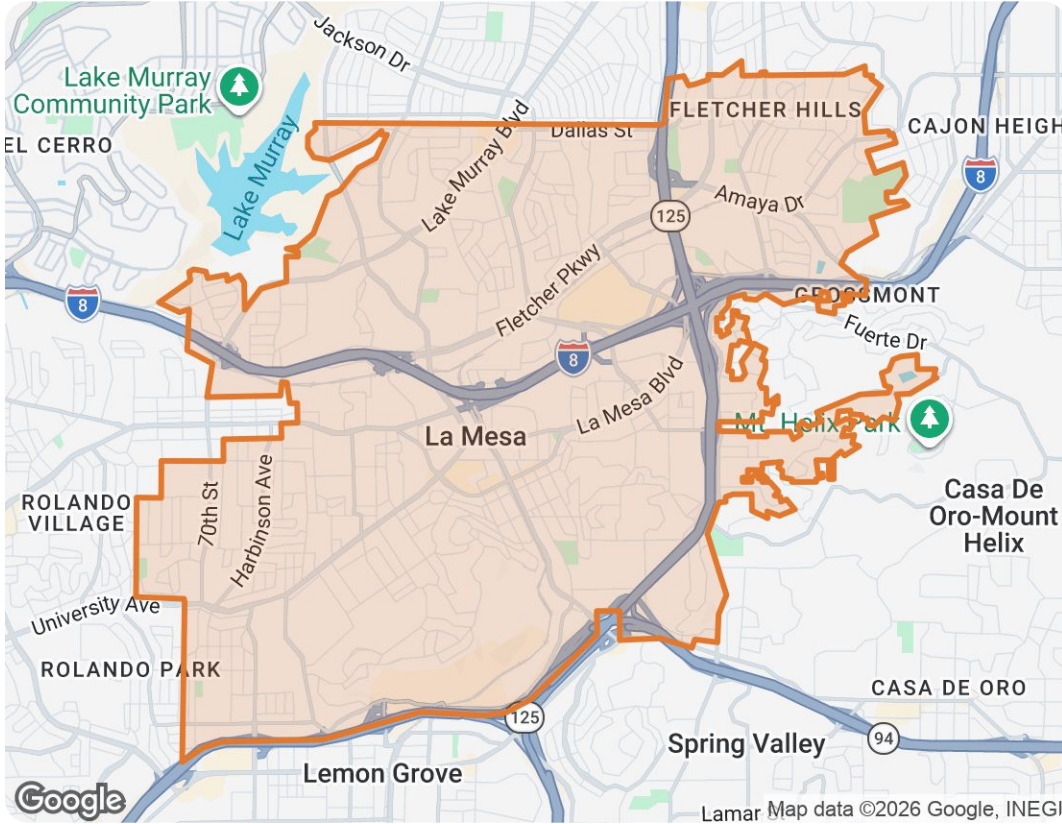 Jackson Dr
Lake Murray
Community Park
FLETCHER HILLS
Dallas St
CAJON HEIGH
EL CERRO
Lake Murray
Lake Murray Blvd
8
Amaya Dr
125
Fletcher Pkwy
GROSSMONT
8
Fuerte Dr
8
La Mesa Blvd
La Mesa
Mt Helix Park
ROLANDO
VILLAGE
70th St
Harbinson Ave
Casa De
Oro-Mount
Helix
University Ave
ROLANDO PARK
CASA DE ORO
125
94
Spring Valley
Lemon Grove
Google
Lamar St
Map data ©2026 Google, INEGI